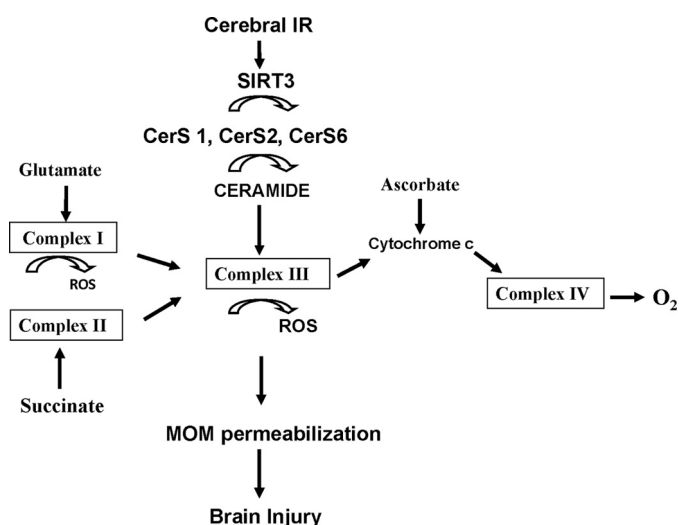 Cerebral IR
SIRT3
CerS 1, CerS2, CerS6
Glutamate
CERAMIDE
Ascorbate
Complex I
Cytochrome c
ROS
Complex III
Complex IV
O2
Complex II
ROS
Succinate
MOM permeabilization
Brain Injury